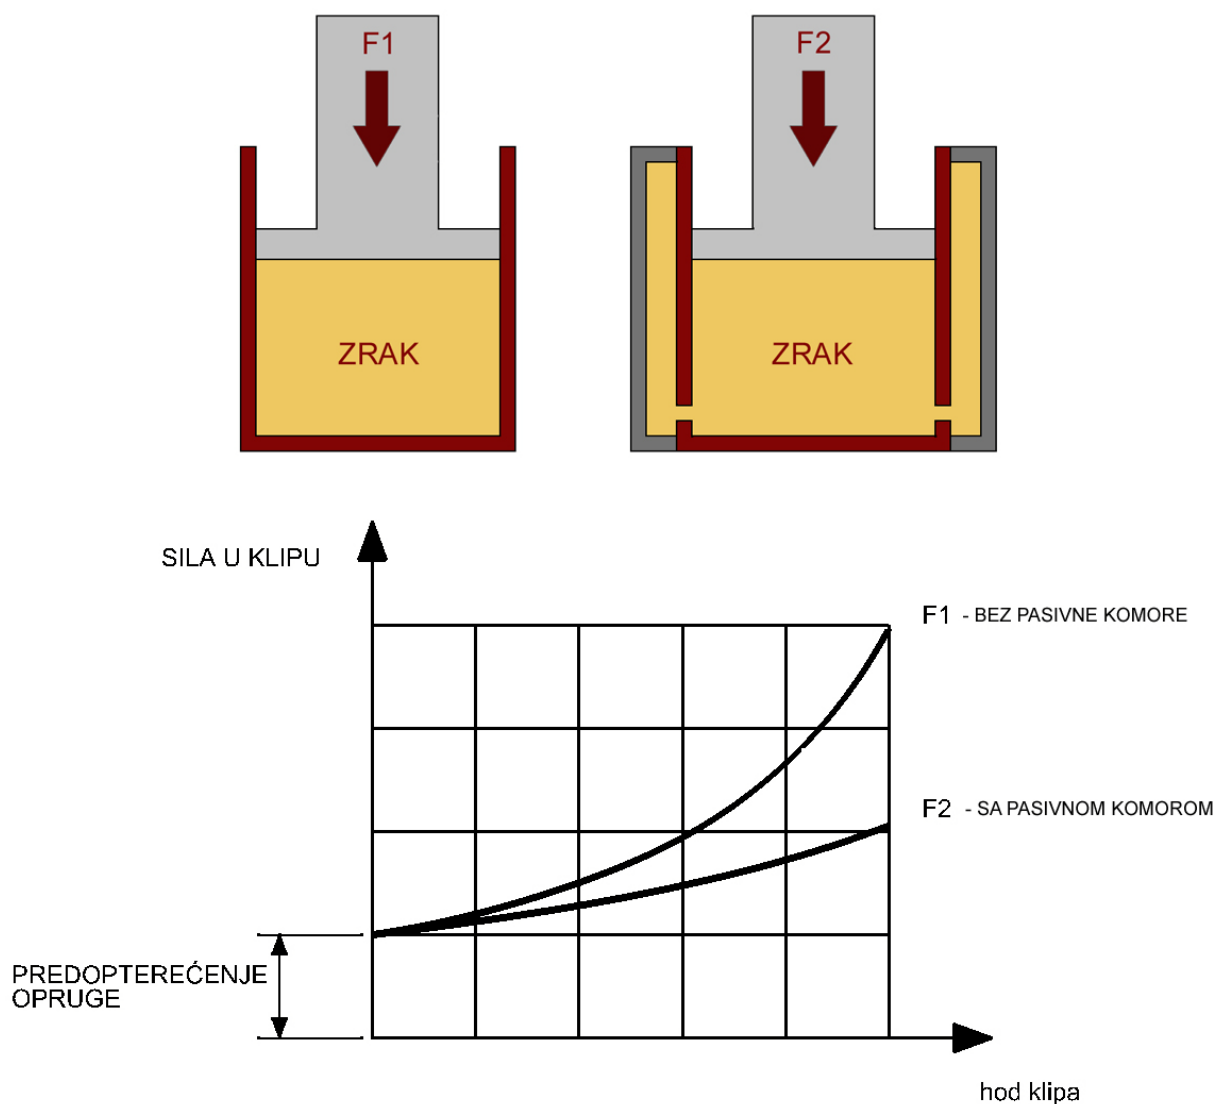 F1
F2
ZRAK
ZRAK
SILA U KLIPU
F1 - BEZ PASIVNE KOMORE
F2 - SA PASIVNOM KOMOROM
PREDOPTEREĆENJE
OPRUGE
hod klipa